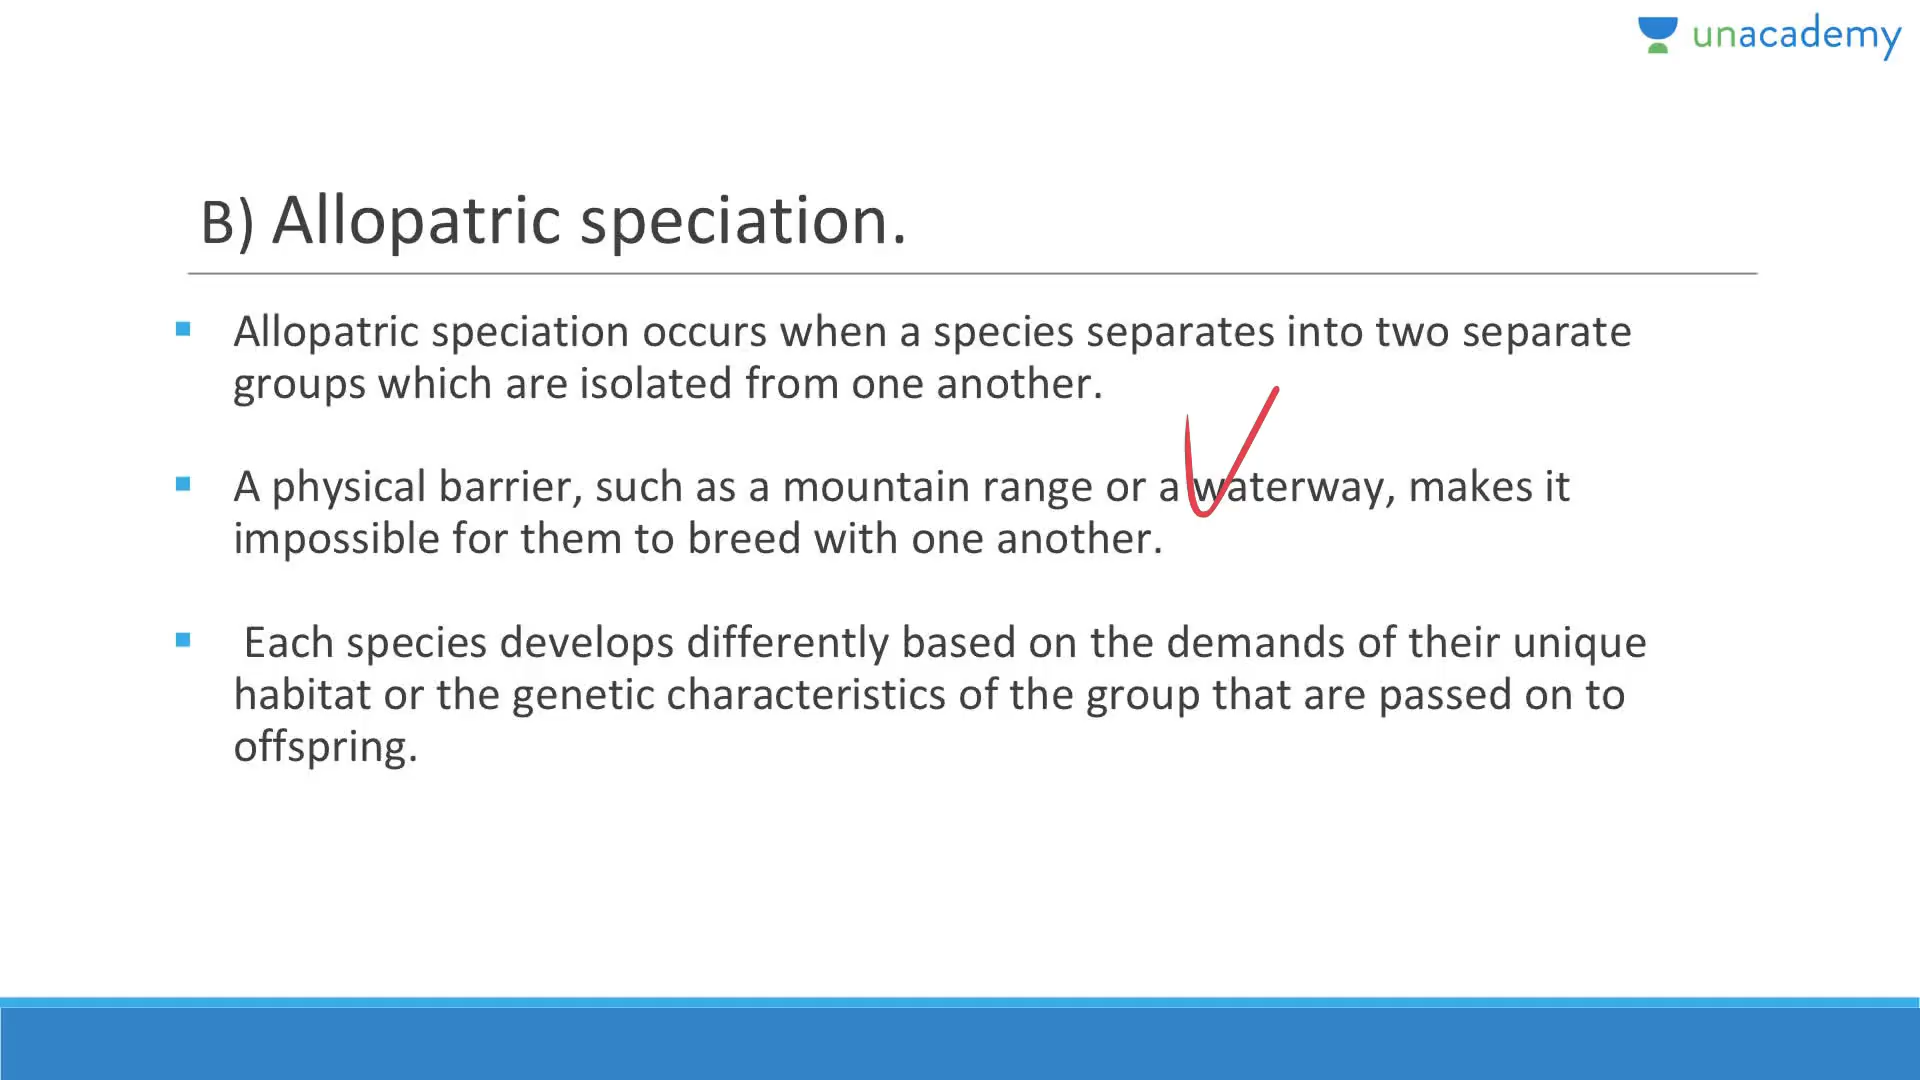 unacademy
B) Allopatric speciation.
▪ Allopatric speciation occurs when a species separates into two separate
groups which are isolated from one another.
▪ A physical barrier, such as a mountain range or a waterway, makes it
impossible for them to breed with one another.
▪ Each species develops differently based on the demands of their unique
habitat or the genetic characteristics of the group that are passed on to
offspring.